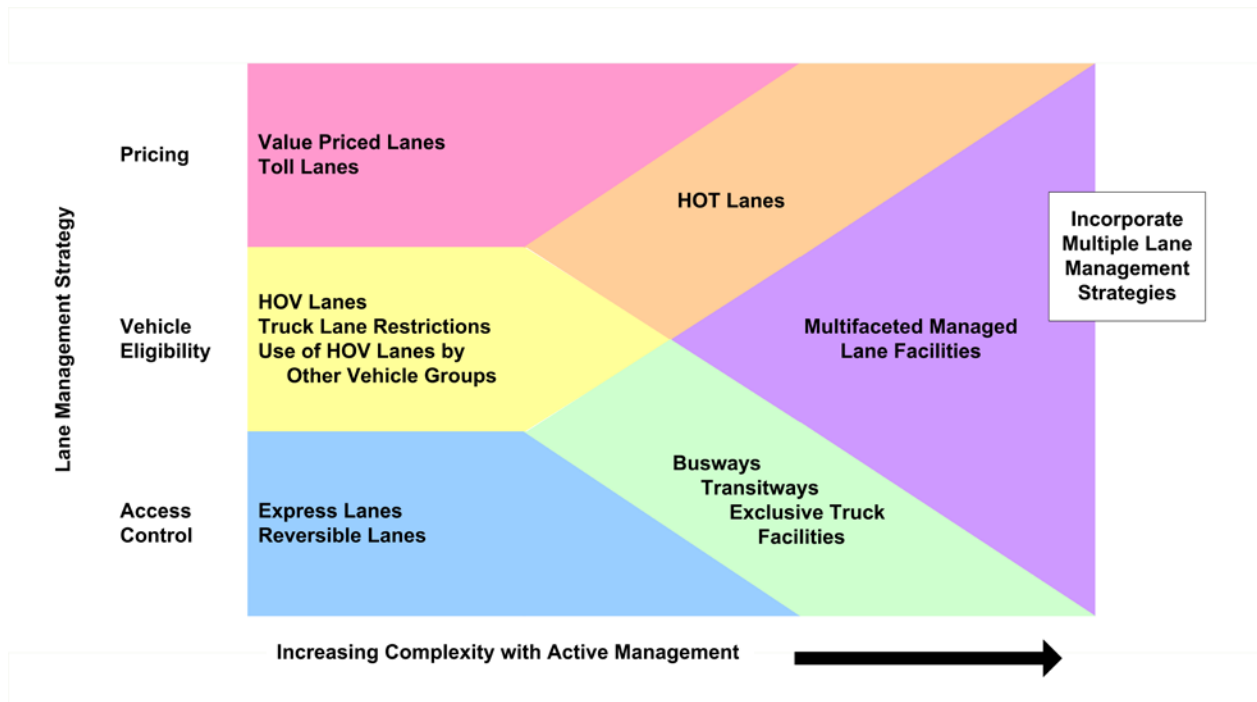 Lane Management Strategy
Pricing
Value Priced Lanes
Toll Lanes
HOT Lanes
Incorporate
Multiple Lane
Management
Strategies
Vehicle
Eligibility
HOV Lanes
Truck Lane Restrictions
Use of HOV Lanes by
Other Vehicle Groups
Multifaceted Managed
Lane Facilities
Access
Control
Express Lanes
Reversible Lanes
Busways
Transitways
Exclusive Truck
Facilities
Increasing Complexity with Active Management